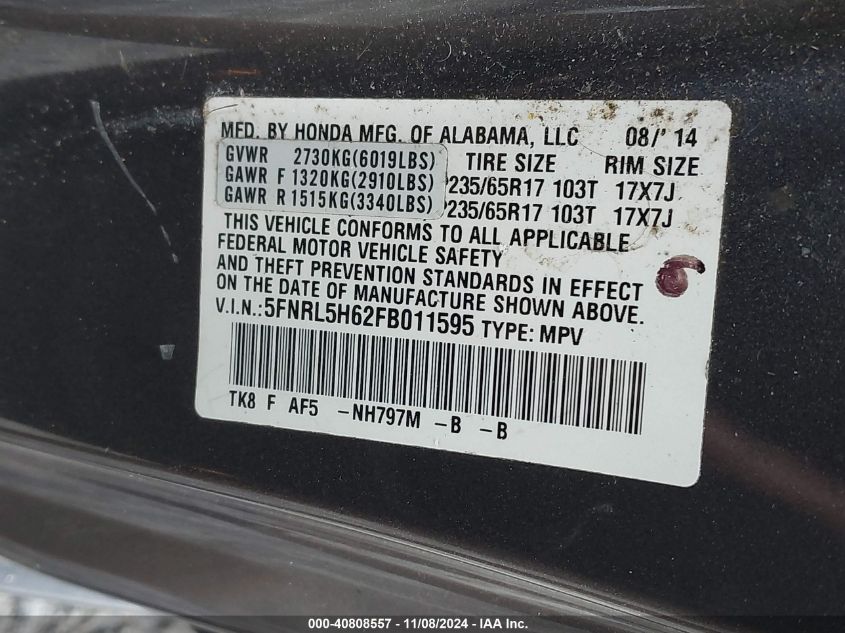 MFD. BY HONDA MFG. OF ALABAMA, LLC 08/'14
GVWR 2730KG(6019LBS) TIRE SIZE RIM SIZE
GAWR F 1320KG(2910LBS) P235/65R17 103T 17X7J
GAWR R 1515KG(3340LBS) P235/65R17 103T 17X7J
THIS VEHICLE CONFORMS TO ALL APPLICABLE
FEDERAL MOTOR VEHICLE SAFETY
AND THEFT PREVENTION STANDARDS IN EFFECT
ON THE DATE OF MANUFACTURE SHOWN ABOVE.
V.I.N.:5FNRL5H62FB011595 TYPE: MPV
TK8 F AF5 -NH797M -B -B
000-40808557 - 11/08/2024 - IAA Inc.